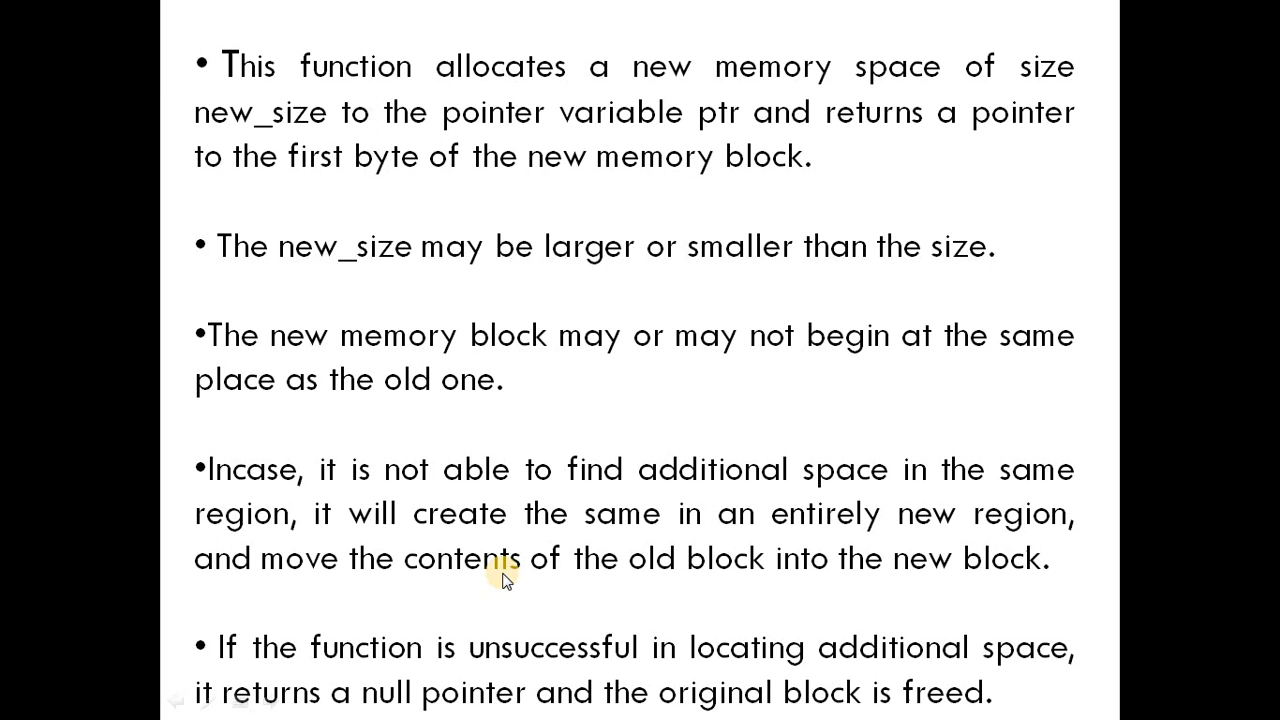 • This function allocates a new memory space of size
new_size to the pointer variable ptr and returns a pointer
to the first byte of the new memory block.
• The new_size may be larger or smaller than the size.
•The new memory block may or may not begin at the same
place as the old one.
•Incase, it is not able to find additional space in the same
region, it will create the same in an entirely new region,
and move the contents of the old block into the new block.
• If the function is unsuccessful in locating additional space,
it returns a null pointer and the original block is freed.